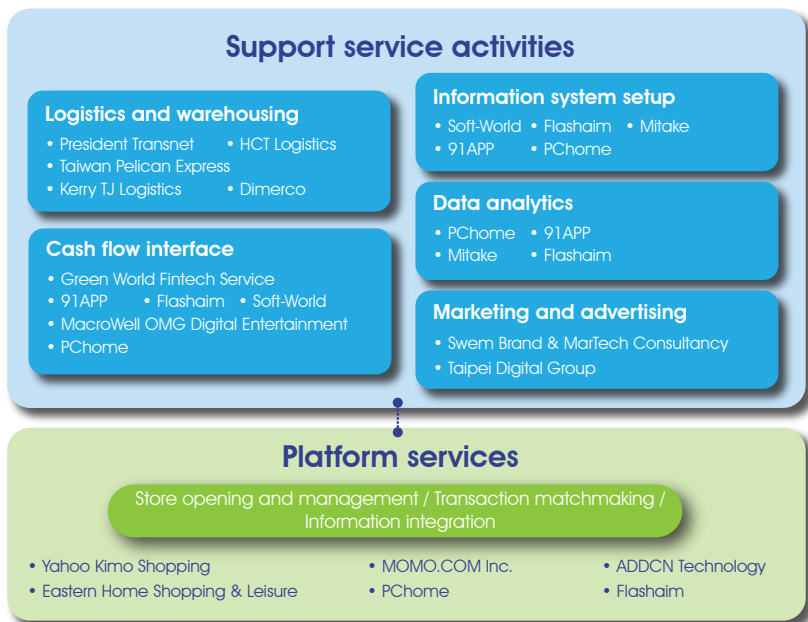 Support service activities
Logistics and warehousing
• President Transnet • HCT Logistics
• Taiwan Pelican Express
• Kerry TJ Logistics • Dimerco
Cash flow interface
• Green World Fintech Service
• 91APP • Flashaim • Soft-World
• MacroWell OMG Digital Entertainment
• PChome
Information system setup
• Soft-World • Flashaim • Mitake
• 91APP • PChome
Data analytics
• PChome • 91APP
• Mitake • Flashaim
Marketing and advertising
• Swem Brand & MarTech Consultancy
• Taipei Digital Group
Platform services
Store opening and management / Transaction matchmaking /
Information integration
• Yahoo Kimo Shopping • MOMO.COM Inc. • ADDCN Technology
• Eastern Home Shopping & Leisure • PChome • Flashaim